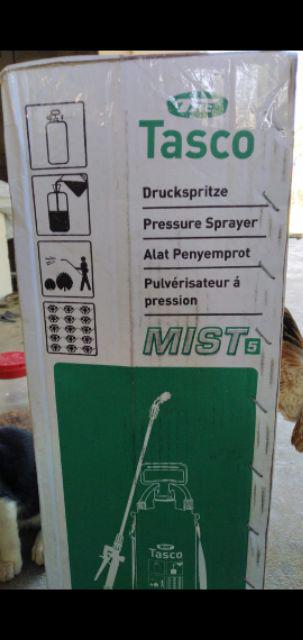 Tasco
Druckspritze
Pressure Sprayer
Alat Penyemprot
Pulvérisateur á
pression
MIST5
Tasco